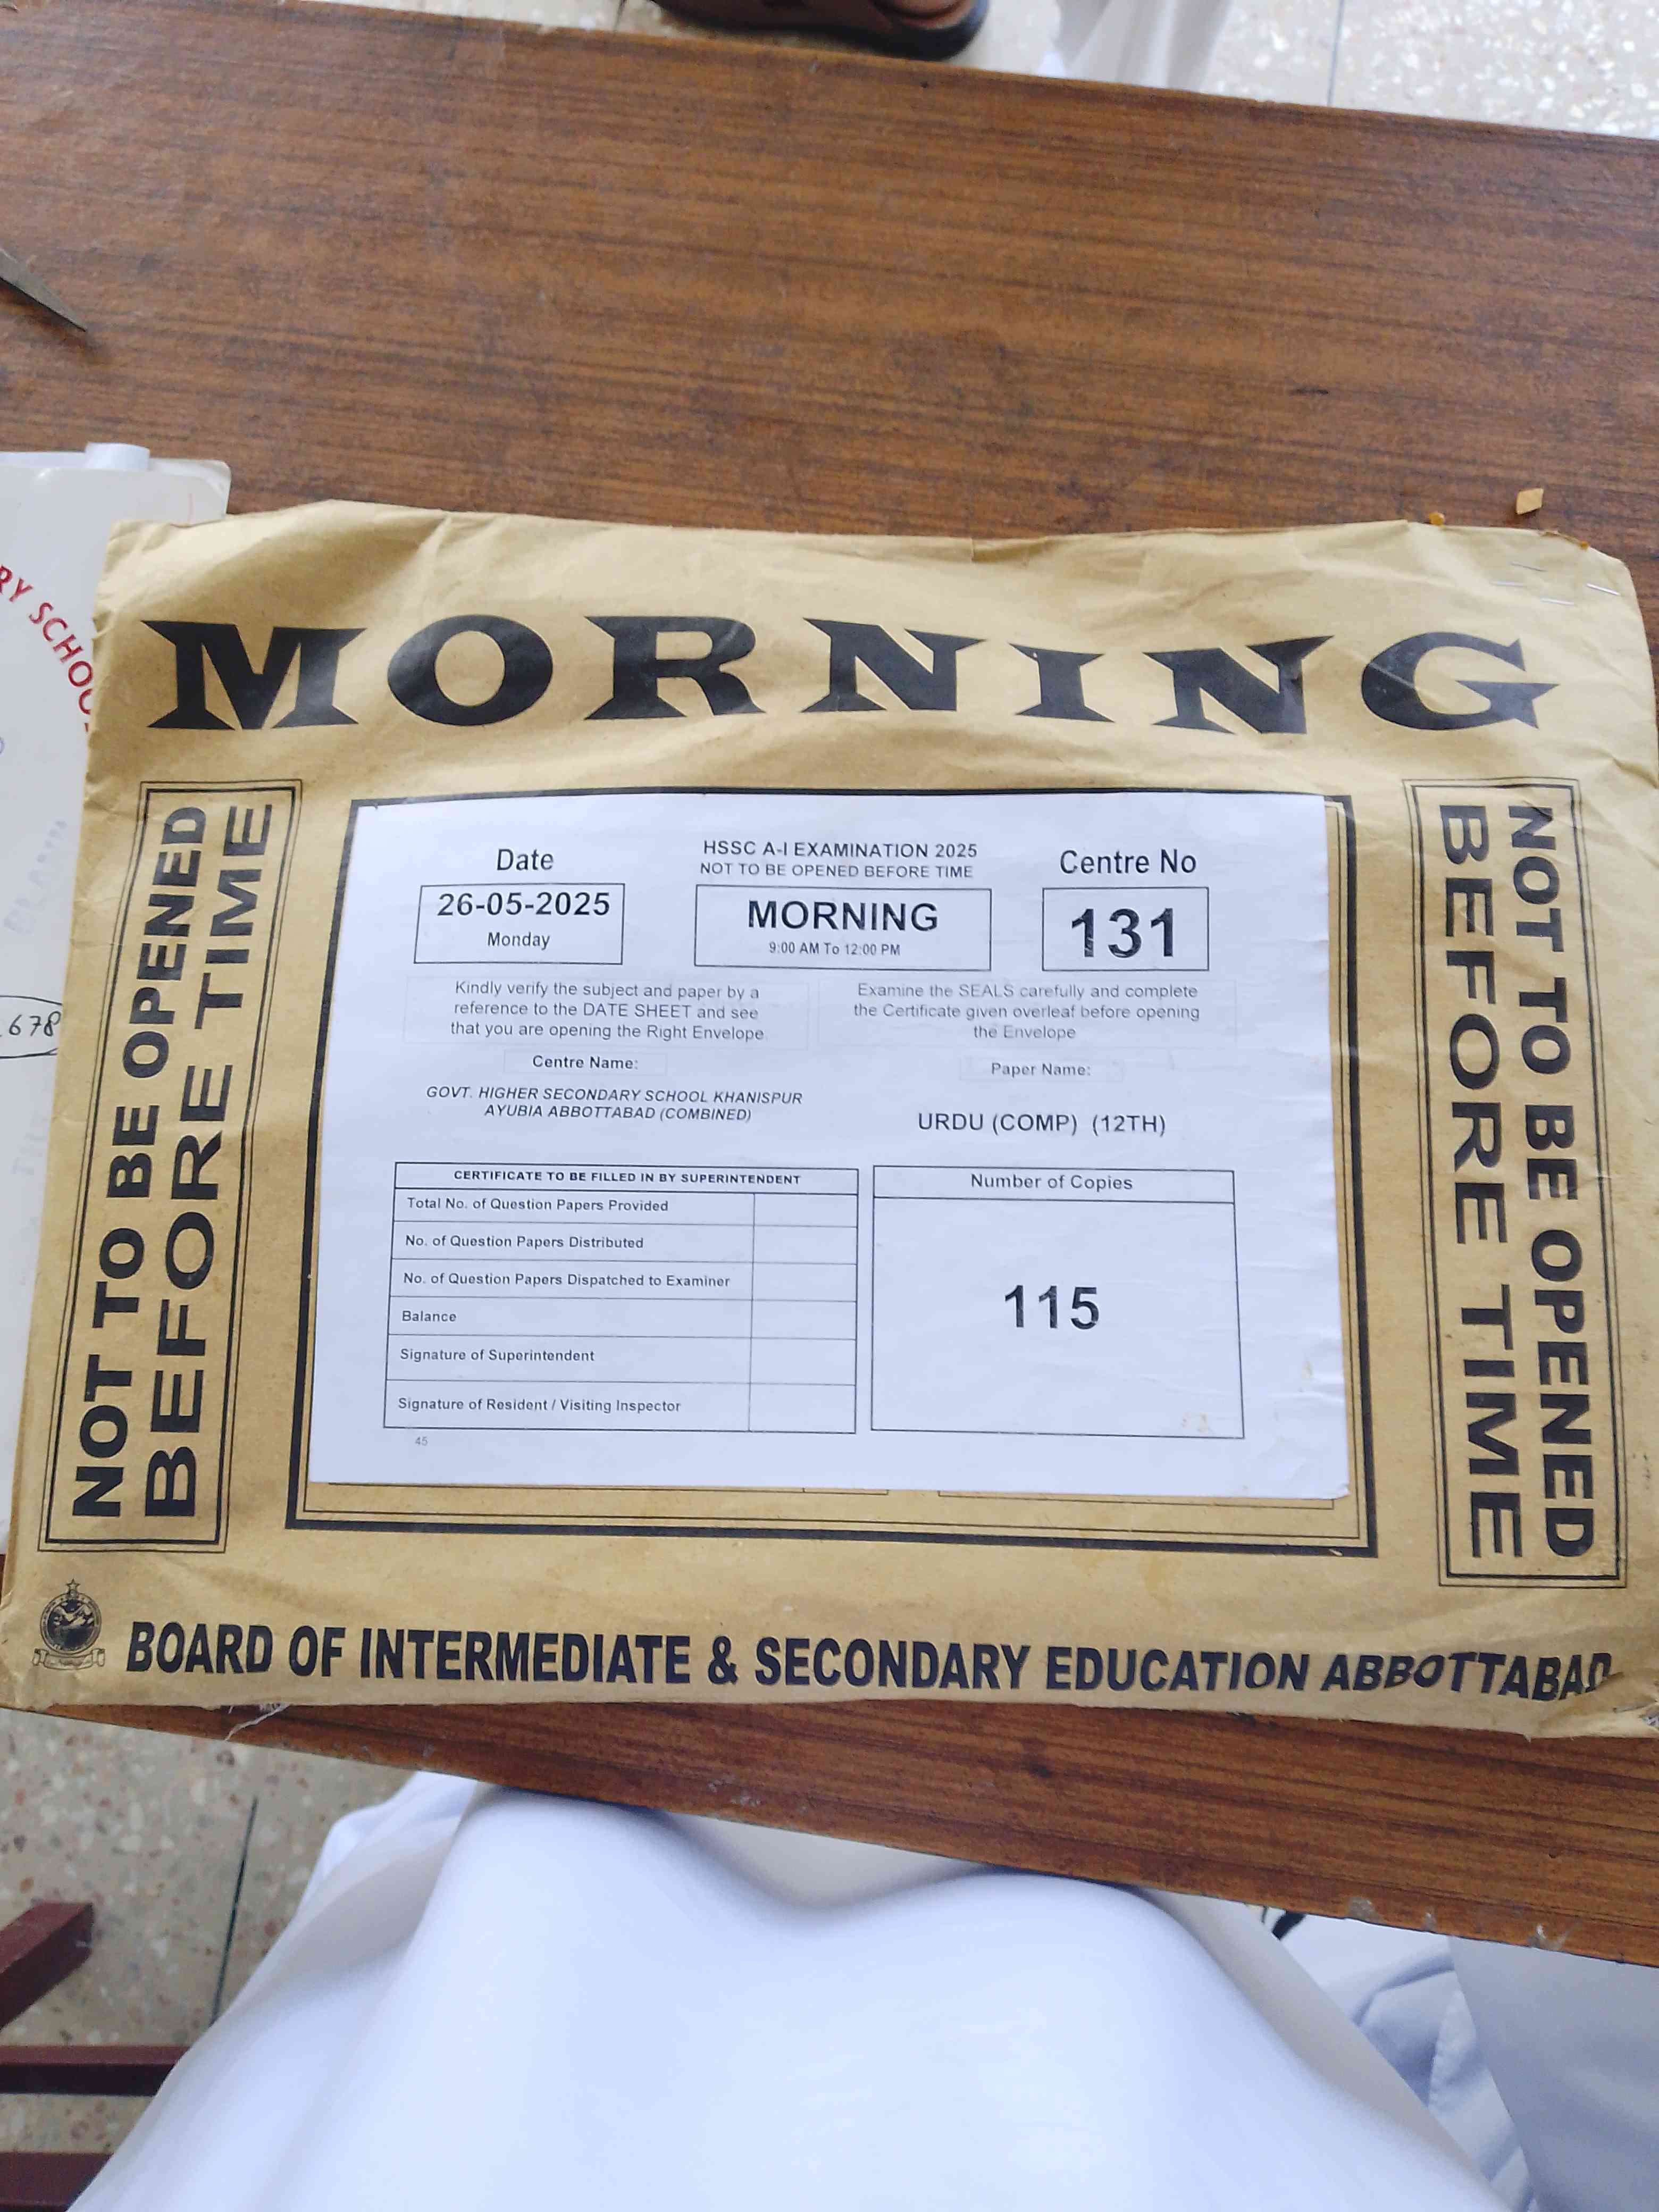 RY SCHOO
678
MORNING
NOT TO BE OPENED
BEFORE TIME
Date
26-05-2025
Monday
HSSC A-I EXAMINATION 2025
NOT TO BE OPENED BEFORE TIME
MORNING
9:00 AM To 12:00 PM
Centre No
131
Kindly verify the subject and paper by a
reference to the DATE SHEET and see
that you are opening the Right Envelope
Examine the SEALS carefully and complete
the Certificate given overleaf before opening
the Envelope
Centre Name:
GOVT. HIGHER SECONDARY SCHOOL KHANISPUR
AYUBIA ABBOTTABAD (COMBINED)
Paper Name:
URDU (COMP) (12TH)
CERTIFICATE TO BE FILLED IN BY SUPERINTENDENT
Total No. of Question Papers Provided
No. of Question Papers Distributed
No. of Question Papers Dispatched to Examiner
Balance
Signature of Superintendent
Signature of Resident / Visiting Inspector
45
Number of Copies
115
NOT TO BE OPENED
BEFORE TIME
BOARD OF INTERMEDIATE & SECONDARY EDUCATION ABBOTTABAD